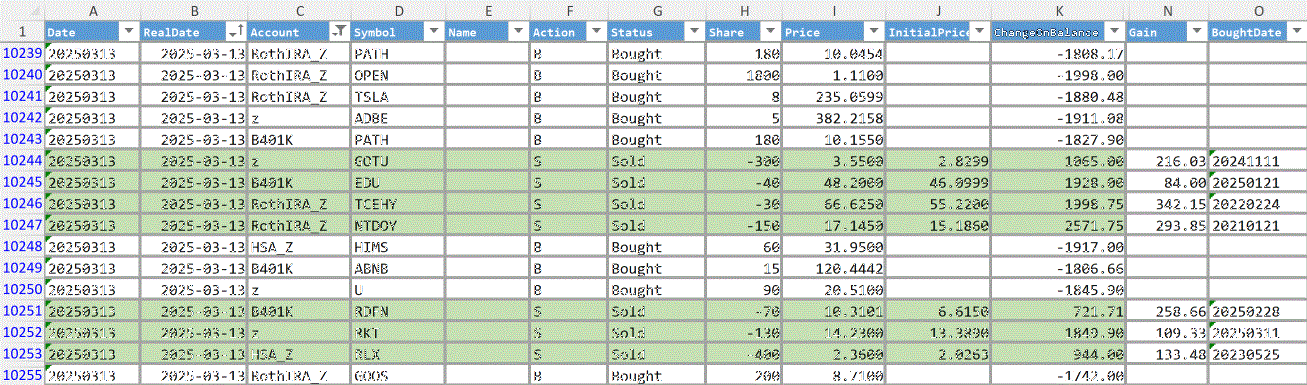 A B C D E F G H I J K N O
1 Date RealDate Account Symbol Name Action Status Share Price InitialPrice ChangeOnBalance Gain BoughtDate
10239 20250313 2025-03-13 RothIRA_Z PATH B Bought 180 10.0454 -1808.17
10240 20250313 2025-03-13 RothIRA_Z OPEN B Bought 1800 1.1100 -1998.00
10241 20250313 2025-03-13 RothIRA_Z TSLA B Bought 8 235.0599 -1880.48
10242 20250313 2025-03-13 z ADBE B Bought 5 382.2158 -1911.08
10243 20250313 2025-03-13 B401K PATH B Bought 180 10.1550 -1827.90
10244 20250313 2025-03-13 z GOTU S Sold -300 3.5500 2.8299 1065.00 216.03 20241111
10245 20250313 2025-03-13 B401K EDU S Sold -40 48.2000 46.0999 1928.00 84.00 20250121
10246 20250313 2025-03-13 RothIRA_Z TCEHY S Sold -30 66.6250 55.2200 1998.75 342.15 20220224
10247 20250313 2025-03-13 RothIRA_Z NTDOY S Sold -150 17.1450 15.1860 2571.75 293.85 20210121
10248 20250313 2025-03-13 HSA_Z HIMS B Bought 60 31.9500 -1917.00
10249 20250313 2025-03-13 B401K ABNB B Bought 15 120.4442 -1806.66
10250 20250313 2025-03-13 z U B Bought 90 20.5100 -1845.90
10251 20250313 2025-03-13 B401K RDFN S Sold -70 10.3101 6.6150 721.71 258.66 20250228
10252 20250313 2025-03-13 z RKT S Sold -130 14.2300 13.3890 1849.90 109.33 20250311
10253 20250313 2025-03-13 HSA_Z RLX S Sold -400 2.3600 2.0263 944.00 133.48 20230525
10255 20250313 2025-03-13 RothIRA_Z GOOS B Bought 200 8.7100 -1742.00